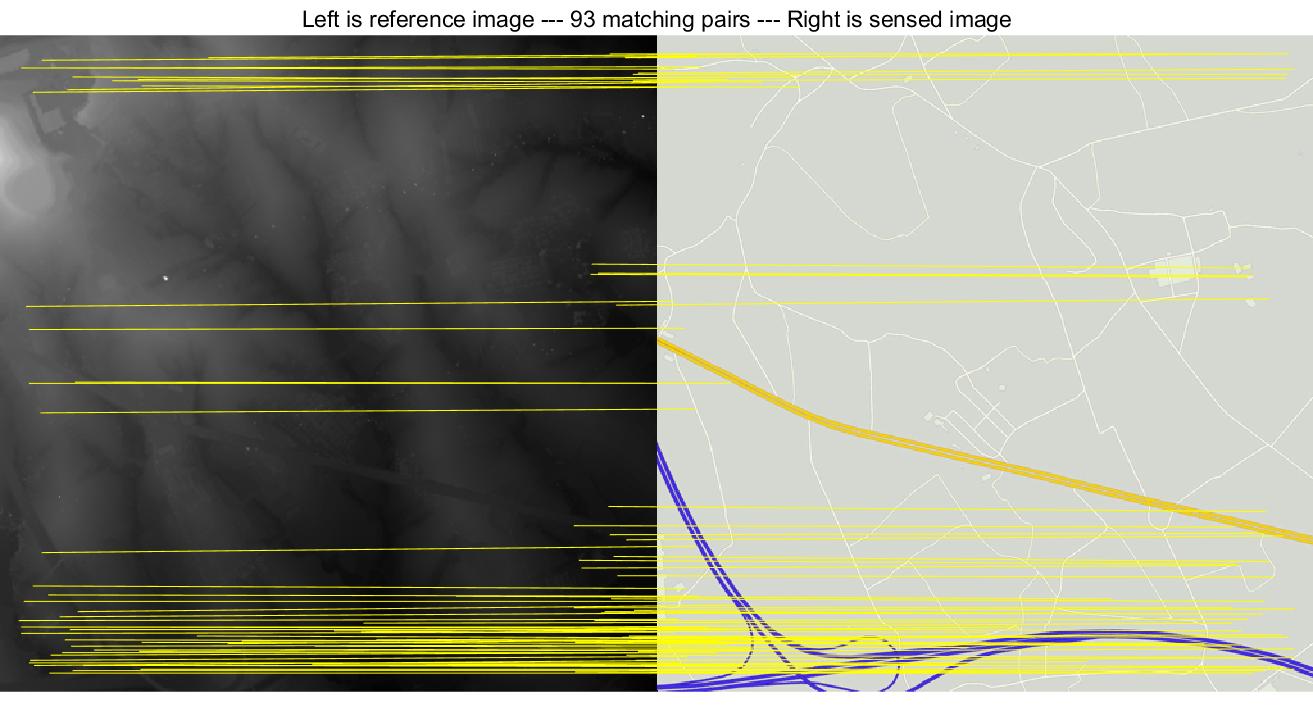 Left is reference image --- 93 matching pairs --- Right is sensed image